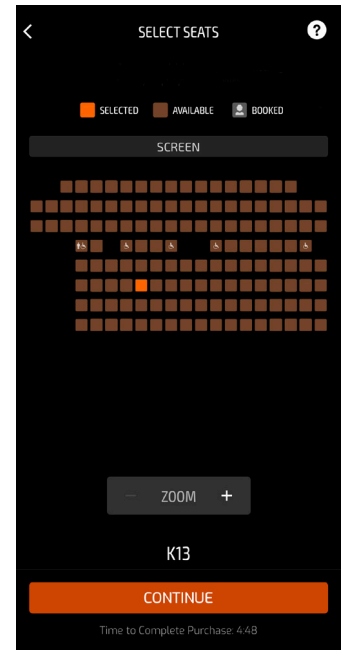 SELECT SEATS ?
SELECTED AVAILABLE BOOKED
SCREEN
ZOOM
K13
CONTINUE
Time to Complete Purchase: 4:48